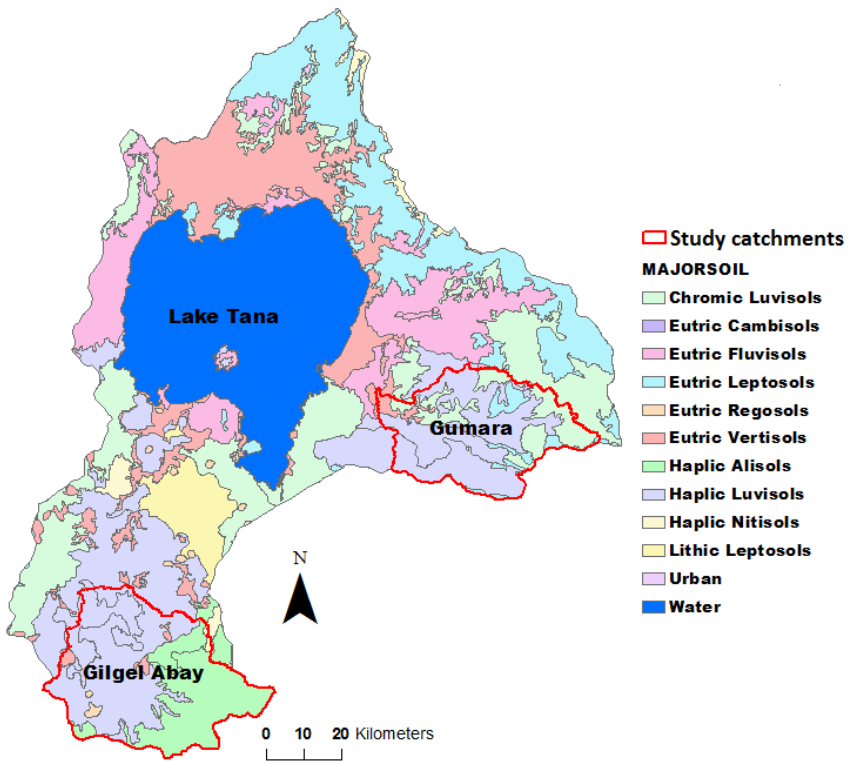 Lake Tana
Gumara
Gilgel Abay
N
0 10 20 Kilometers
Study catchments
MAJORSOIL
Chromic Luvisols
Eutric Cambisols
Eutric Fluvisols
Eutric Leptosols
Eutric Regosols
Eutric Vertisols
Haplic Alisols
Haplic Luvisols
Haplic Nitisols
Lithic Leptosols
Urban
Water